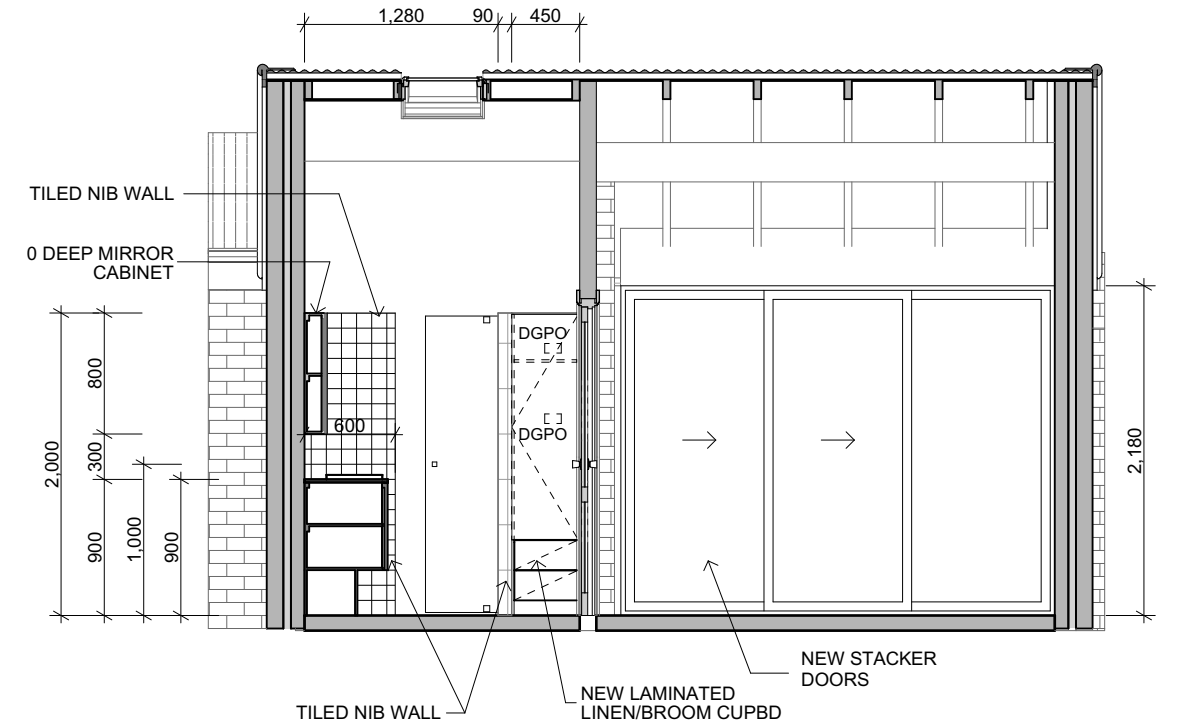 1,280
90
450
TILED NIB WALL
0 DEEP MIRROR
CABINET
DGPO
DGPO
600
800
300
900
2,000
1,000
900
2,180
NEW STACKER
DOORS
TILED NIB WALL
NEW LAMINATED
LINEN/BROOM CUPBD